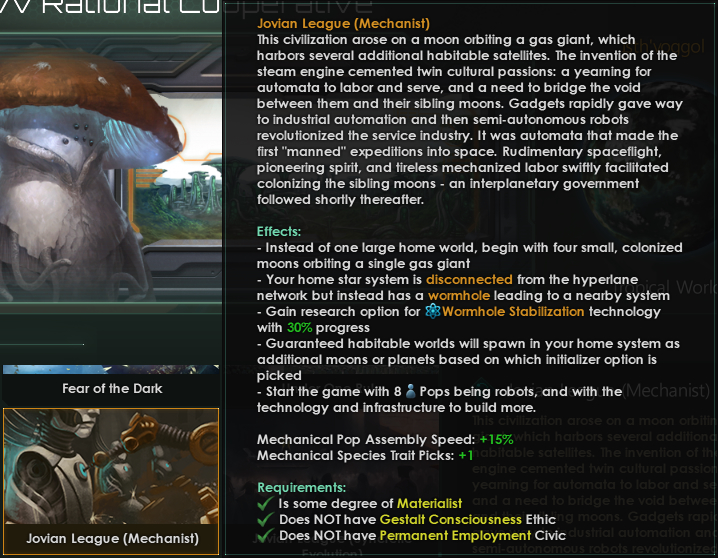 Rational Cooperative
Jovian League (Mechanist)
This civilization arose on a moon orbiting a gas giant, which
harbors several additional habitable satellites. The invention of the
steam engine cemented twin cultural passions: a yearning for
automata to labor and serve, and a need to bridge the void
between them and their sibling moons. Gadgets rapidly gave way
to industrial automation and then semi-autonomous robots
revolutionized the service industry. It was automata that made the
first "manned" expeditions into space. Rudimentary spaceflight,
pioneering spirit, and tireless mechanized labor swiftly facilitated
colonizing the sibling moons - an interplanetary government
followed shortly thereafter.
Effects:
- Instead of one large home world, begin with four small, colonized
moons orbiting a single gas giant
- Your home star system is disconnected from the hyperlane
network but instead has a wormhole leading to a nearby system
- Gain research option for Wormhole Stabilization technology
with 30% progress
- Guaranteed habitable worlds will spawn in your home system as
additional moons or planets based on which initializer option is
picked
- Start the game with 8 Pops being robots, and with the
technology and infrastructure to build more.
Mechanical Pop Assembly Speed: +15%
Mechanical Species Trait Picks: +1
Requirements:
Is some degree of Materialist
Does NOT have Gestalt Consciousness Ethic
Does NOT have Permanent Employment Civic
Fear of the Dark
Jovian League (Mechanist)